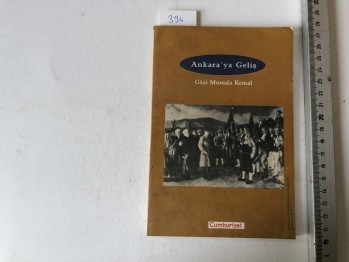 394
Ankara'ya Geliş
Gâzi Mustafa Kemal
Cumhuriyet